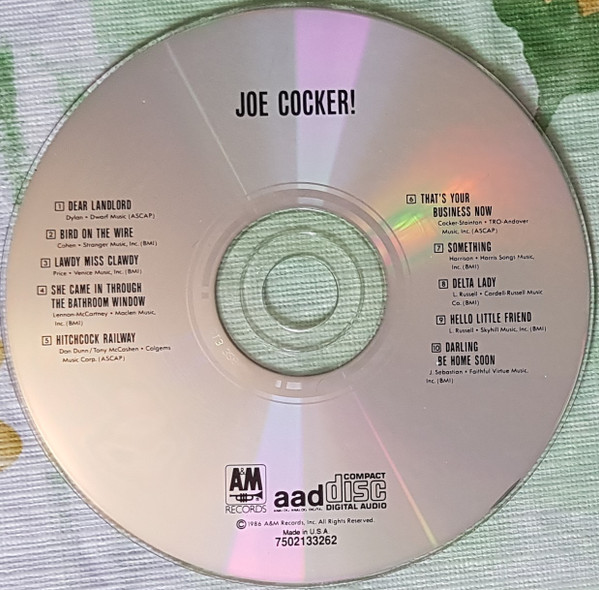 JOE COCKER!
1 DEAR LANDLORD
Dylan • Dwarf Music (ASCAP)
2 BIRD ON THE WIRE
Cohen • Stranger Music, Inc. (BMI)
3 LAWDY MISS CLAWDY
Price • Venice Music, Inc. (BMI)
4 SHE CAME IN THROUGH
THE BATHROOM WINDOW
Lennon-McCartney • Maclen Music,
Inc. (BMI)
5 HITCHCOCK RAILWAY
Don Dunn/Tony McCashen • Colgems
Music Corp. (ASCAP)
6 THAT'S YOUR
BUSINESS NOW
Cocker-Stainton • TRO-Andover
Music, Inc. (ASCAP)
7 SOMETHING
Harrison • Harrisongs Music,
Inc. (BMI)
8 DELTA LADY
L. Russell • Cordell-Russell Music
Co. (BMI)
9 HELLO LITTLE FRIEND
L. Russell • Skyhill Music, Inc. (BMI)
10 DARLING
BE HOME SOON
J. Sebastian • Faithful Virtue Music,
Inc. (BMI)
A&M
RECORDS
aad
COMPACT
disc
DIGITAL AUDIO
©1986 A&M Records, Inc. All Rights Reserved.
Made in U.S.A.
7502133262